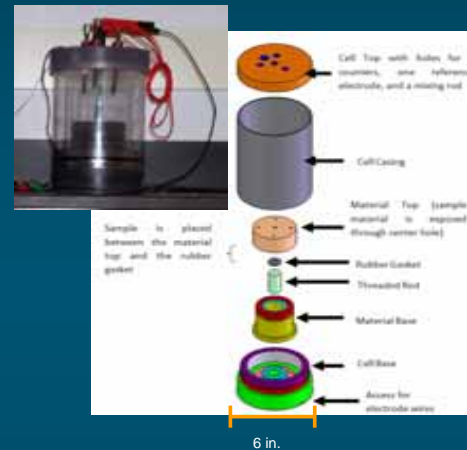 Cell Top with holes for
counters, one reference
electrode, and a mixing rod
Cell Casing
Material Top (sample
material is exposed
through center hole)
Sample is placed
between the material
top and the rubber
gasket
Rubber Gasket
Threaded Rod
Material Base
Cell Base
Access for
electrode wires
6 in.